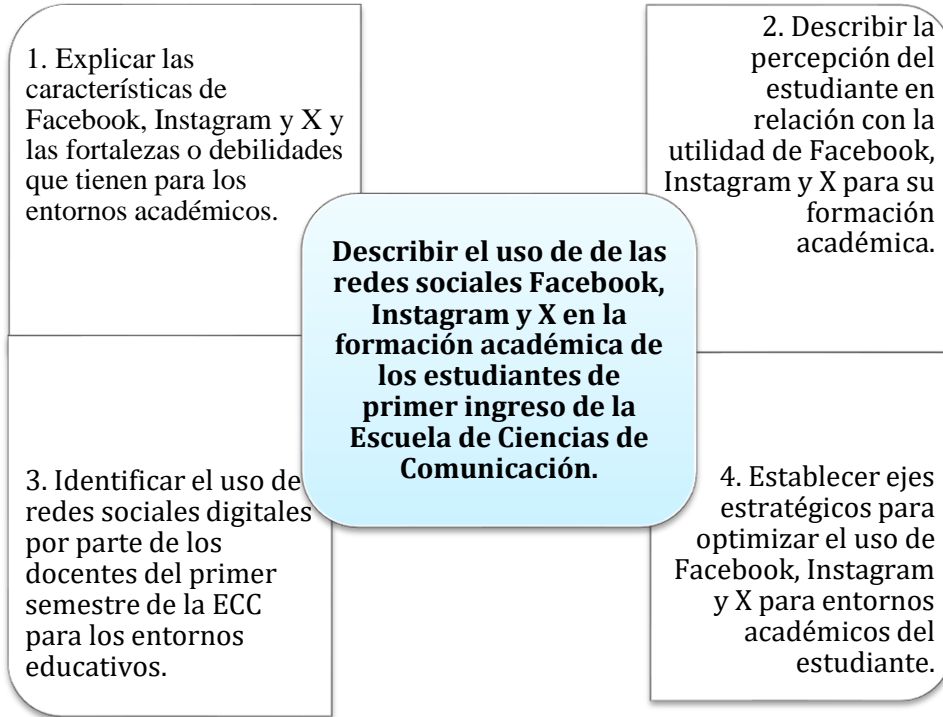 1. Explicar las
características de
Facebook, Instagram y X y
las fortalezas o debilidades
que tienen para los
entornos académicos.
2. Describir la
percepción del
estudiante en
relación con la
utilidad de Facebook,
Instagram y X para su
formación
académica.
Describir el uso de de las
redes sociales Facebook,
Instagram y X en la
formación académica de
los estudiantes de
primer ingreso de la
Escuela de Ciencias de
Comunicación.
3. Identificar el uso de
redes sociales digitales
por parte de los
docentes del primer
semestre de la ECC
para los entornos
educativos.
4. Establecer ejes
estratégicos para
optimizar el uso de
Facebook, Instagram
y X para entornos
académicos del
estudiante.